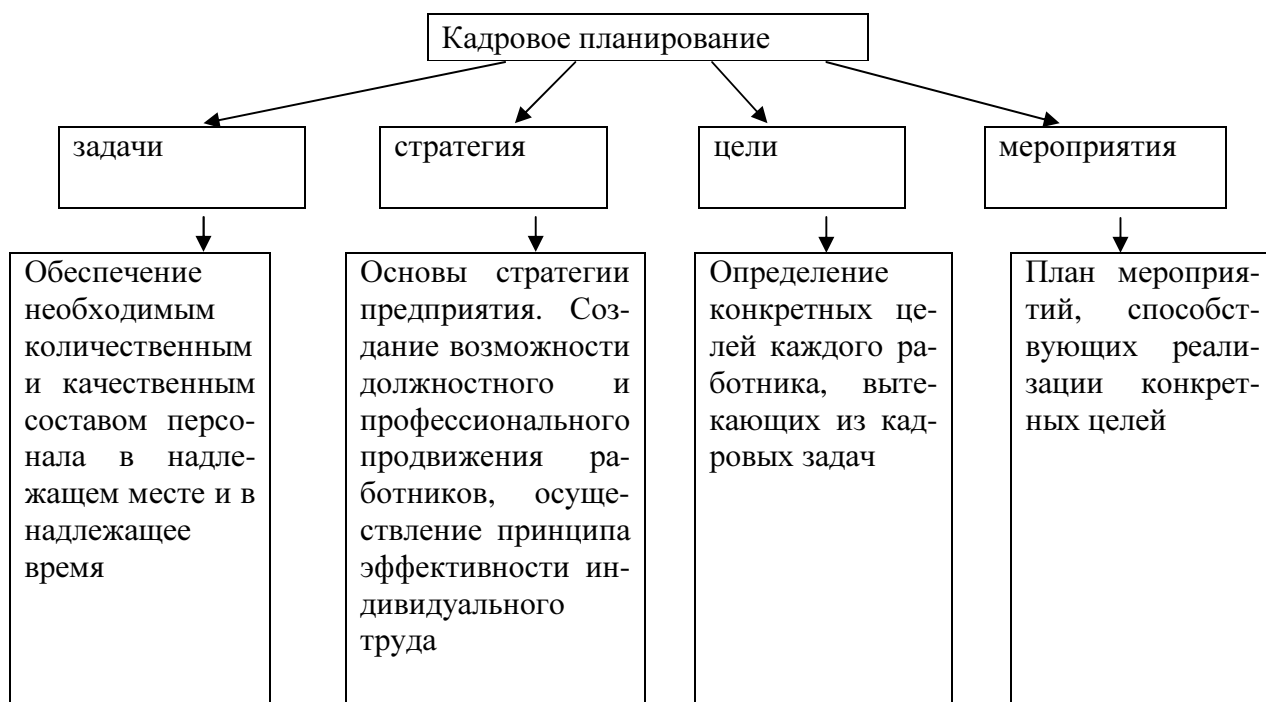 Кадровое планирование
задачи
стратегия
цели
мероприятия
Обеспечение
необходимым
количественным
и качественным
составом персо-
нала в надле-
жащем месте и в
надлежащее
время
Основы стратегии
предприятия. Соз-
дание возможности
должностного и
профессионального
продвижения ра-
ботников, осуще-
ствление принципа
эффективности ин-
дивидуального
труда
Определение
конкретных це-
лей каждого ра-
ботника, выте-
кающих из кад-
ровых задач
План мероприя-
тий, способст-
вующих реали-
зации конкрет-
ных целей